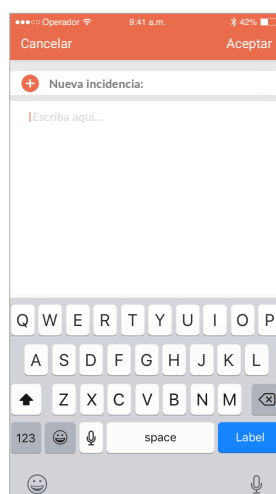 Operador 9:41 a.m. 42%
Cancelar Aceptar
Nueva incidencia:
Escriba aquí...
Q W E R T Y U I O P
A S D F G H J K L
Z X C V B N M
123 space Label